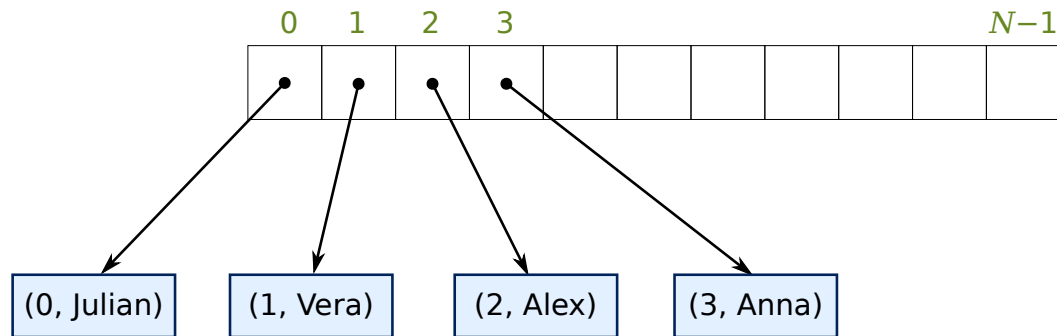 0 1 2 3 N−1
(0, Julian) (1, Vera) (2, Alex) (3, Anna)